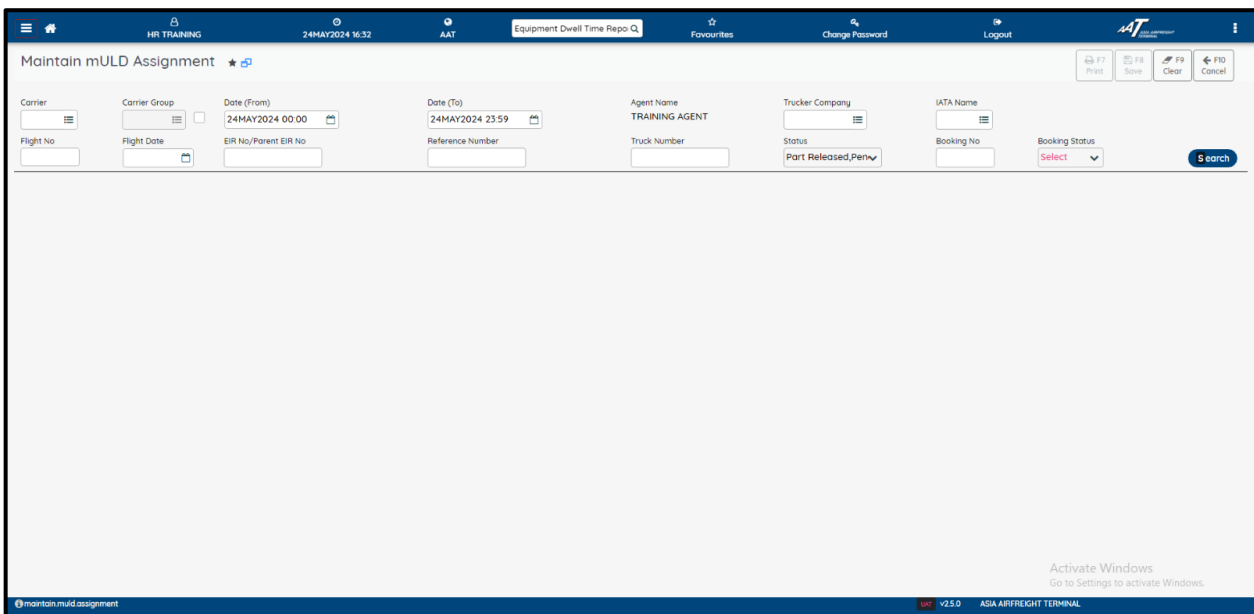 HR TRAINING
24MAY2024 16:32
AAT
Equipment Dwell Time Repo
Favourites
Change Password
Logout
AAT ASIA AIRFREIGHT TERMINAL
Maintain mULD Assignment
F7 Print
F8 Save
F9 Clear
F10 Cancel
Carrier Carrier Group Date (From) Date (To) Agent Name Trucker Company IATA Name
24MAY2024 00:00 24MAY2024 23:59 TRAINING AGENT
Flight No Flight Date EIR No/Parent EIR No Reference Number Truck Number Status Booking No Booking Status
Part Released,Pen Select Search
Activate Windows
Go to Settings to activate Windows.
maintain.muld.assignment UAT v2.5.0 ASIA AIRFREIGHT TERMINAL